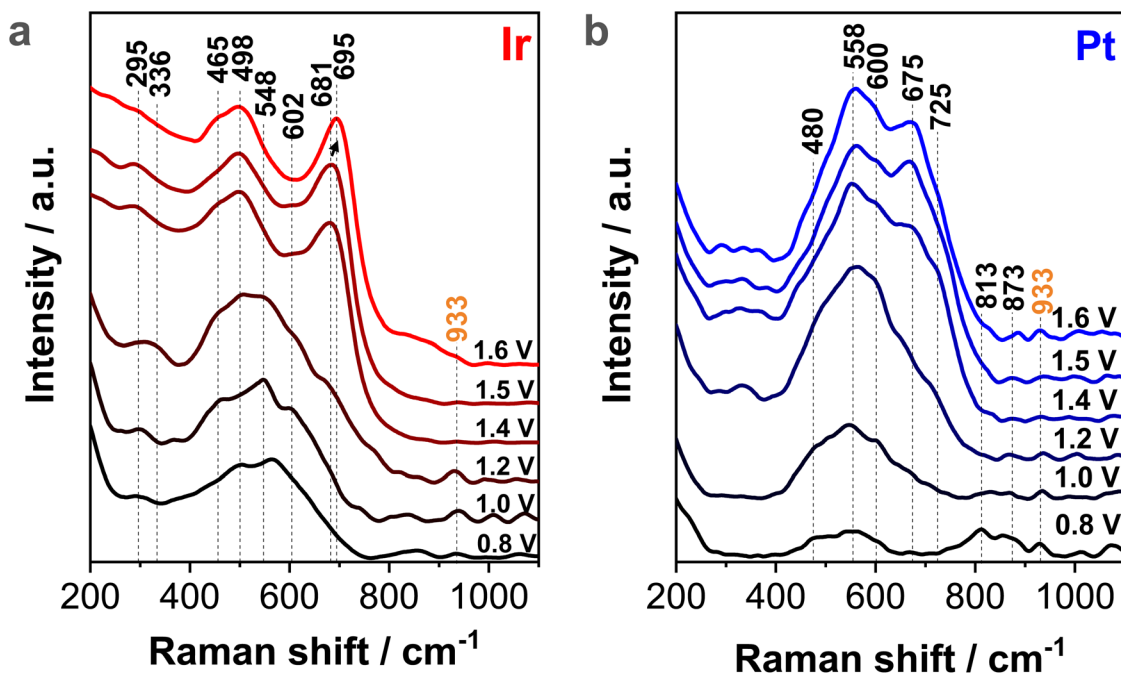 a
Ir
295
336
465
498
548
602
681
695
933
1.6 V
1.5 V
1.4 V
1.2 V
1.0 V
0.8 V
Intensity / a.u.
200
400
600
800
1000
Raman shift / cm⁻¹
b
Pt
480
558
600
675
725
813
873
933
1.6 V
1.5 V
1.4 V
1.2 V
1.0 V
0.8 V
Intensity / a.u.
200
400
600
800
1000
Raman shift / cm⁻¹